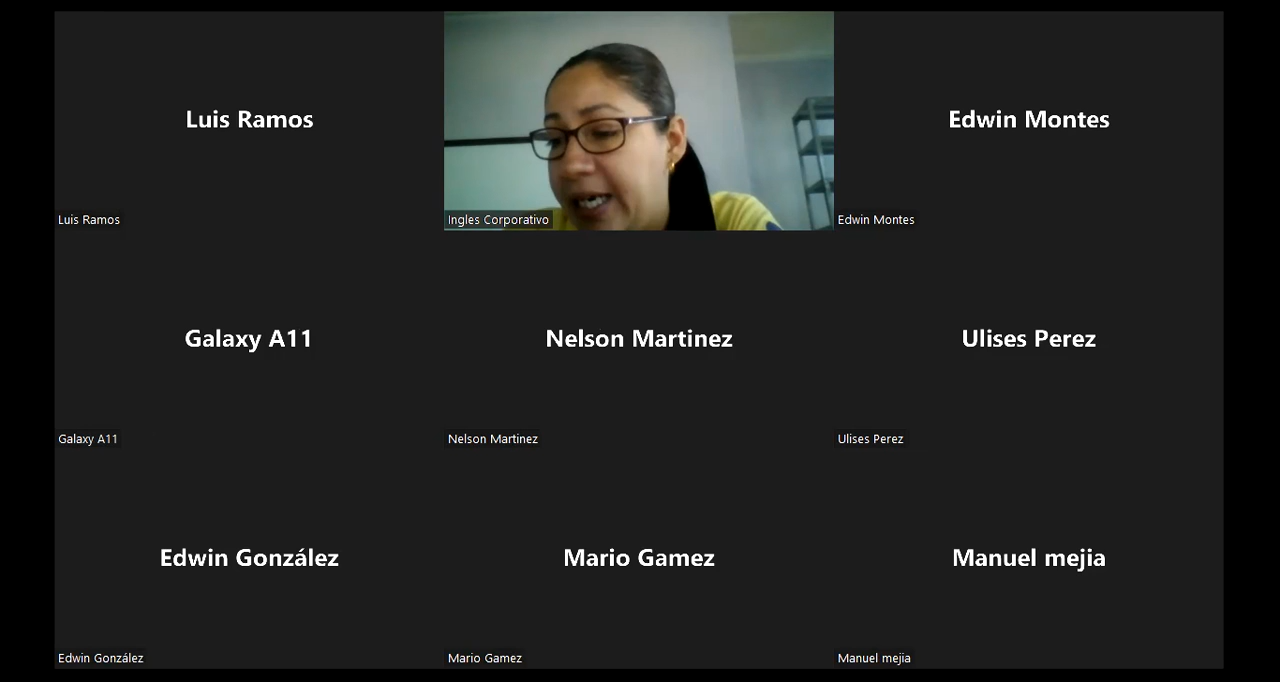 Luis Ramos
Edwin Montes
Luis Ramos
Ingles Corporativo
Edwin Montes
Galaxy A11
Nelson Martinez
Ulises Perez
Galaxy A11
Nelson Martinez
Ulises Perez
Edwin González
Mario Gamez
Manuel mejia
Edwin González
Mario Gamez
Manuel mejia